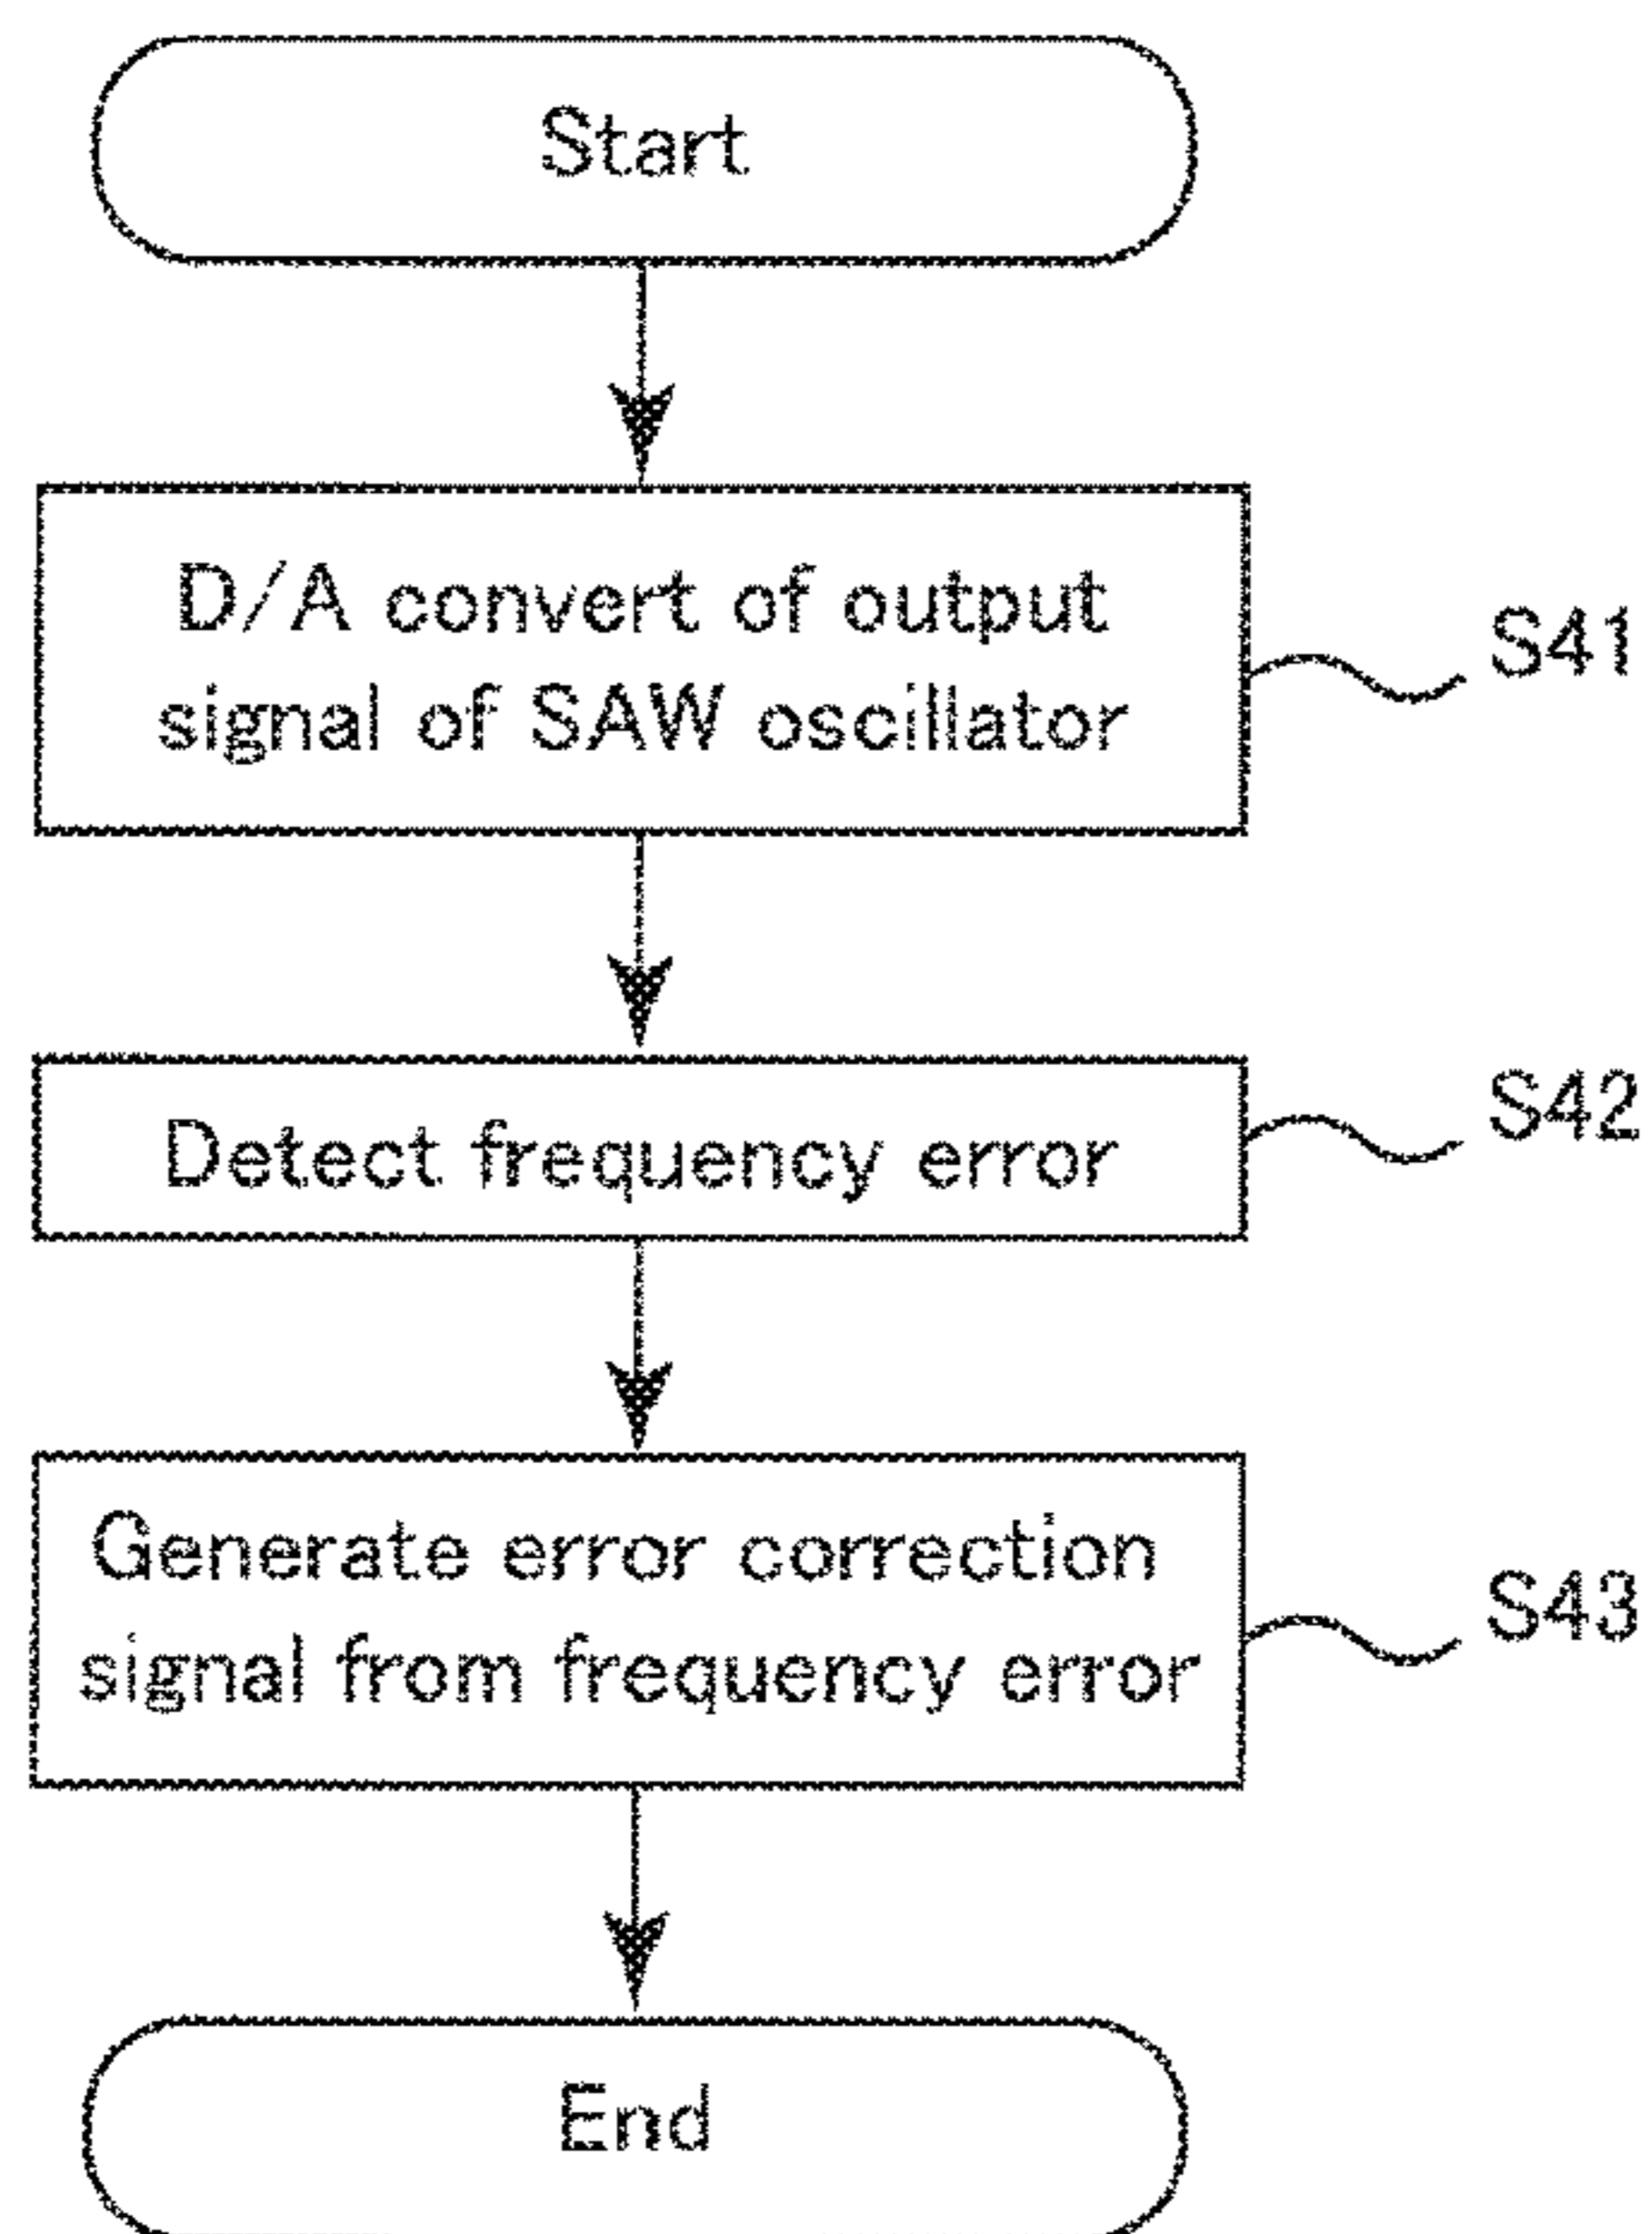 Start
D/A convert of output
signal of SAW oscillator
S41
Detect frequency error
S42
Generate error correction
signal from frequency error
S43
End